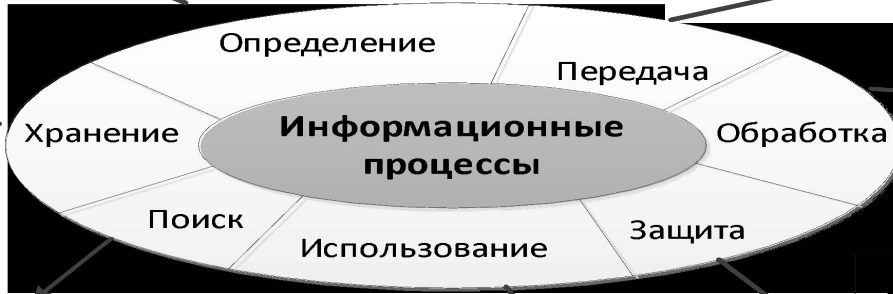 Определение
Передача
Хранение
Информационные
процессы
Обработка
Поиск
Использование
Защита